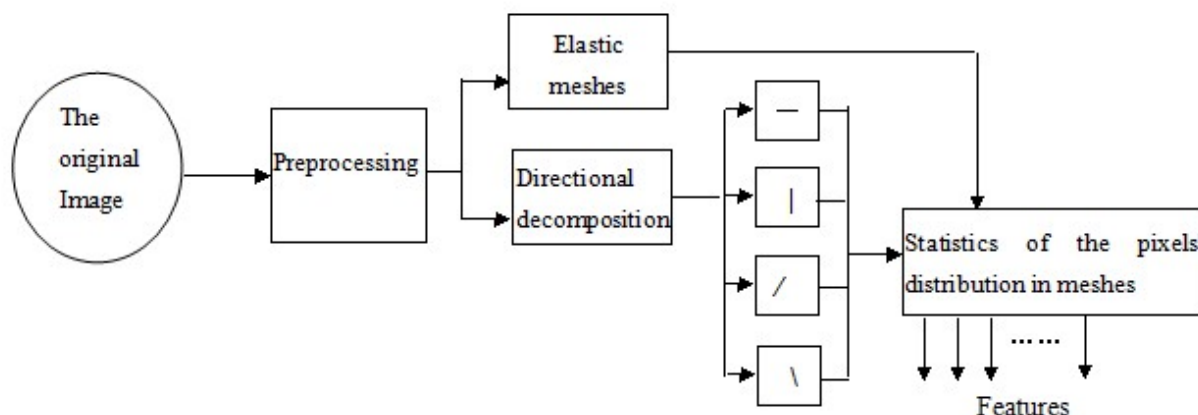 The
original
Image
Preprocessing
Elastic
meshes
Directional
decomposition
—
|
/
\
Statistics of the pixels
distribution in meshes
... ...
Features